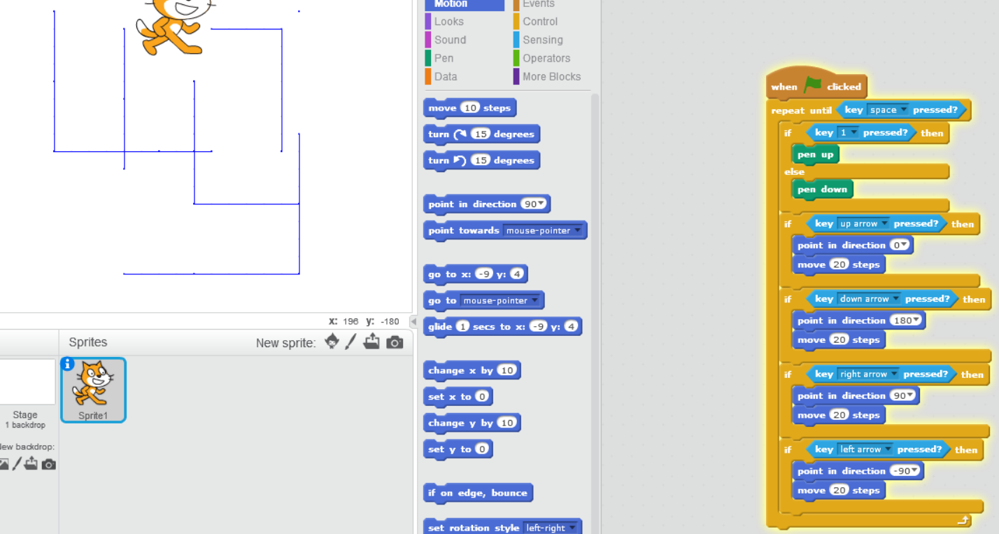 Motion
Events
Looks
Control
Sound
Sensing
Pen
Operators
Data
More Blocks
move 10 steps
turn 15 degrees
turn 15 degrees
point in direction 90
point towards mouse-pointer
go to x: -9 y: 4
go to mouse-pointer
glide 1 secs to x: -9 y: 4
change x by 10
set x to 0
change y by 10
set y to 0
if on edge, bounce
set rotation style left-right
x: 196 y: -180
Sprites
New sprite:
Sprite1
Stage
1 backdrop
New backdrop:
when clicked
repeat until key space pressed?
if key 1 pressed? then
pen up
else
pen down
if key up arrow pressed? then
point in direction 0
move 20 steps
if key down arrow pressed? then
point in direction 180
move 20 steps
if key right arrow pressed? then
point in direction 90
move 20 steps
if key left arrow pressed? then
point in direction -90
move 20 steps